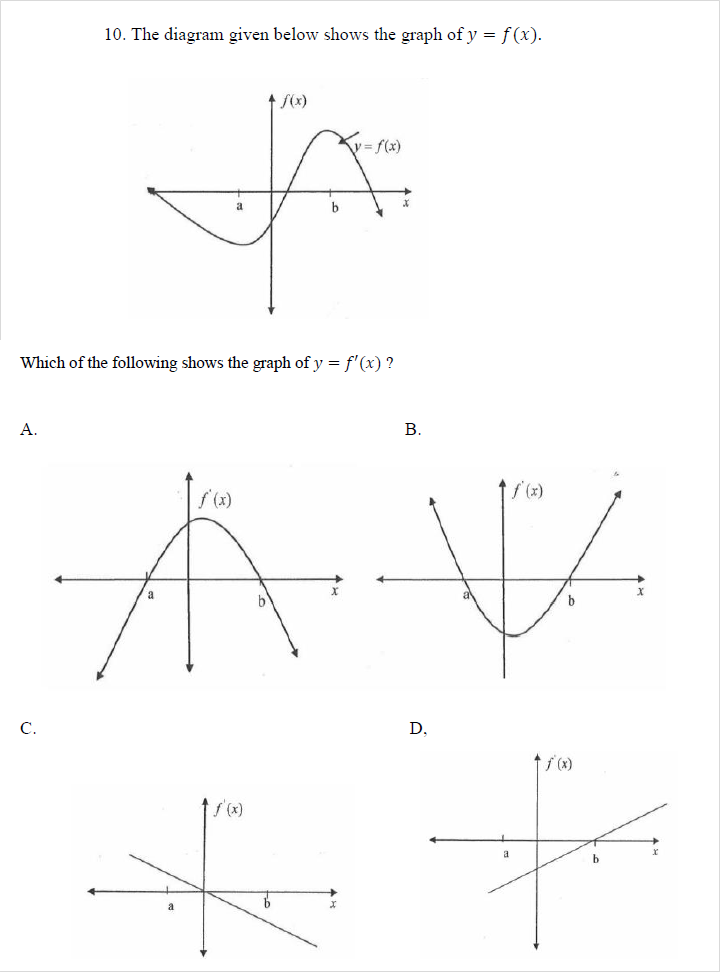 10. The diagram given below shows the graph of y = f(x).
f(x)
y = f(x)
a
b
x
Which of the following shows the graph of y = f'(x) ?
A.
B.
f'(x)
a
b
x
f'(x)
a
b
x
C.
D,
f'(x)
a
b
x
f'(x)
a
b
x